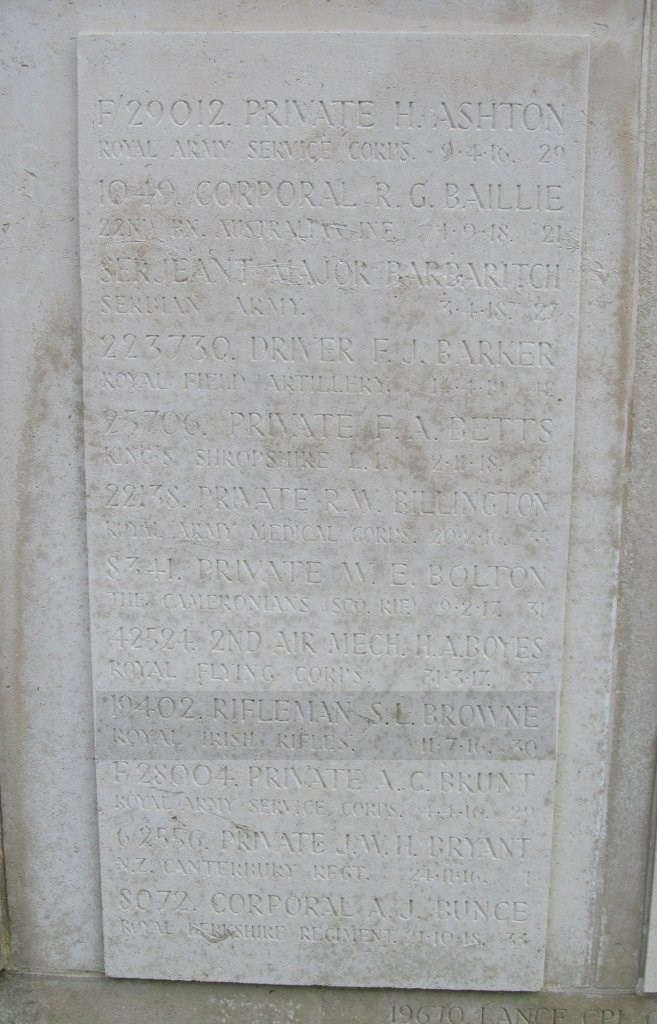 F/29012. PRIVATE H. ASHTON
ROYAL ARMY SERVICE CORPS. 9·4·16. 29
1049. CORPORAL R. G. BAILLIE
22ND BN. AUSTRALIAN INF. 1·9·18. 21
SERJEANT MAJOR BARBARITCH
SERBIAN ARMY. 3·4·18. 27
223730. DRIVER F. J. BARKER
ROYAL FIELD ARTILLERY.
25706. PRIVATE F. A. BETTS
KING'S SHROPSHIRE L. I. 2·11·18. 41
22138. PRIVATE R. W. BILLINGTON
ROYAL ARMY MEDICAL CORPS. 20·2·16.
8341. PRIVATE W. E. BOLTON
THE CAMERONIANS (SCO. RIF.) 9·2·17. 31
42524. 2ND AIR MECH. H. A. BOYES
ROYAL FLYING CORPS. 31·3·17. 37
19402. RIFLEMAN S. L. BROWNE
ROYAL IRISH RIFLES. 11·7·16. 30
F/28004. PRIVATE A. C. BRUNT
ROYAL ARMY SERVICE CORPS. 29
6/2556. PRIVATE J. W. H. BRYANT
N.Z. CANTERBURY REGT. 24·11·16.
8072. CORPORAL A. J. BUNCE
ROYAL BERKSHIRE REGIMENT. 1·10·18. 33
19670 LANCE CPL